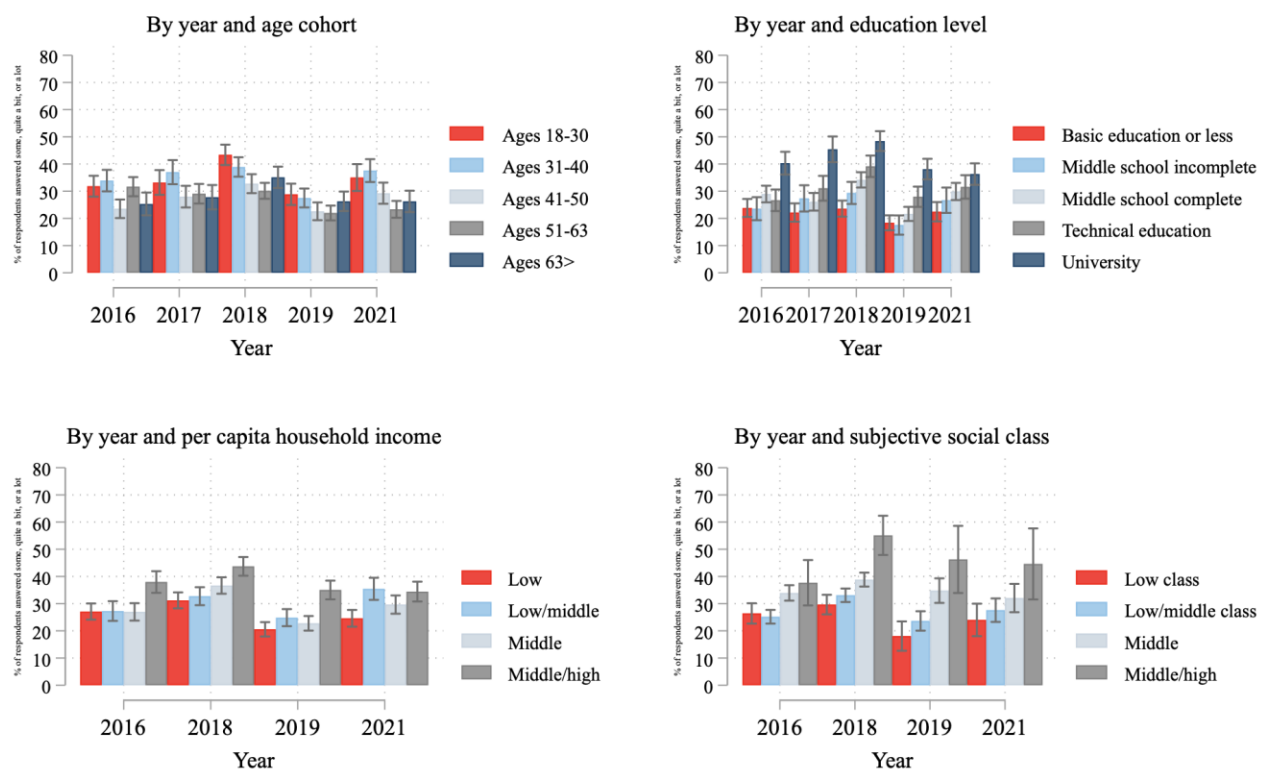 By year and age cohort
% of respondents answered some, quite a bit, or a lot
80
70
60
50
40
30
20
10
0
2016 2017 2018 2019 2021
Year
Ages 18-30
Ages 31-40
Ages 41-50
Ages 51-63
Ages 63>
By year and education level
% of respondents answered some, quite a bit, or a lot
80
70
60
50
40
30
20
10
0
2016 2017 2018 2019 2021
Year
Basic education or less
Middle school incomplete
Middle school complete
Technical education
University
By year and per capita household income
% of respondents answered some, quite a bit, or a lot
80
70
60
50
40
30
20
10
0
2016 2018 2019 2021
Year
Low
Low/middle
Middle
Middle/high
By year and subjective social class
% of respondents answered some, quite a bit, or a lot
80
70
60
50
40
30
20
10
0
2016 2018 2019 2021
Year
Low class
Low/middle class
Middle
Middle/high